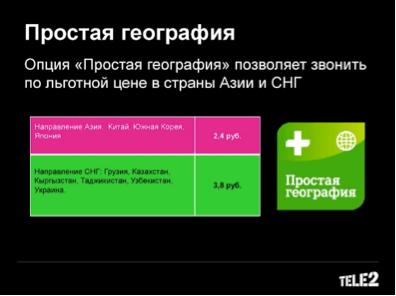 Простая география
Опция «Простая география» позволяет звонить
по льготной цене в страны Азии и СНГ
Направление Азия: Китай, Южная Корея,
Япония
2,4 руб.
Направление СНГ: Грузия, Казахстан,
Кыргызстан, Таджикистан, Узбекистан,
Украина.
3,8 руб.
Простая
география
TELE2